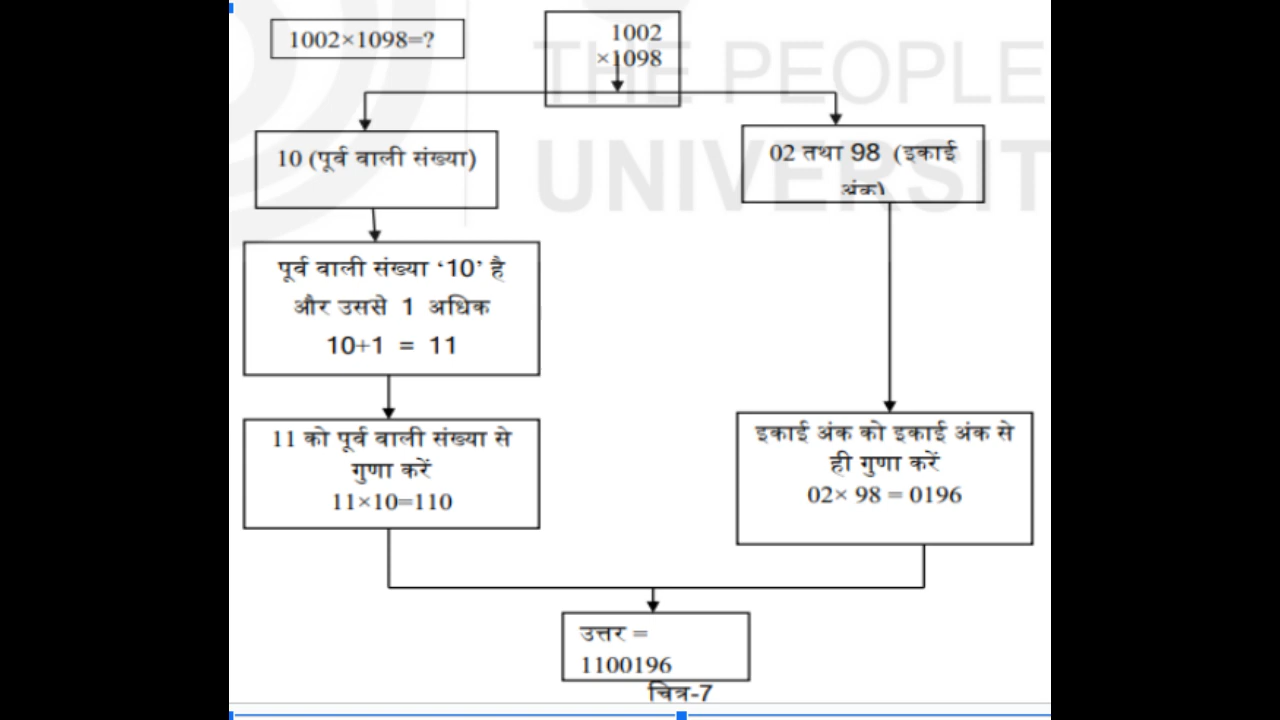 1002×1098=?
1002
×1098
THE PEOPLE
UNIVERSIT
10 (पूर्व वाली संख्या)
02 तथा 98 (इकाई
अंक)
पूर्व वाली संख्या ‘10’ है
और उससे 1 अधिक
10+1 = 11
11 को पूर्व वाली संख्या से
गुणा करें
11×10=110
इकाई अंक को इकाई अंक से
ही गुणा करें
02× 98 = 0196
उत्तर =
1100196
चित्र-7